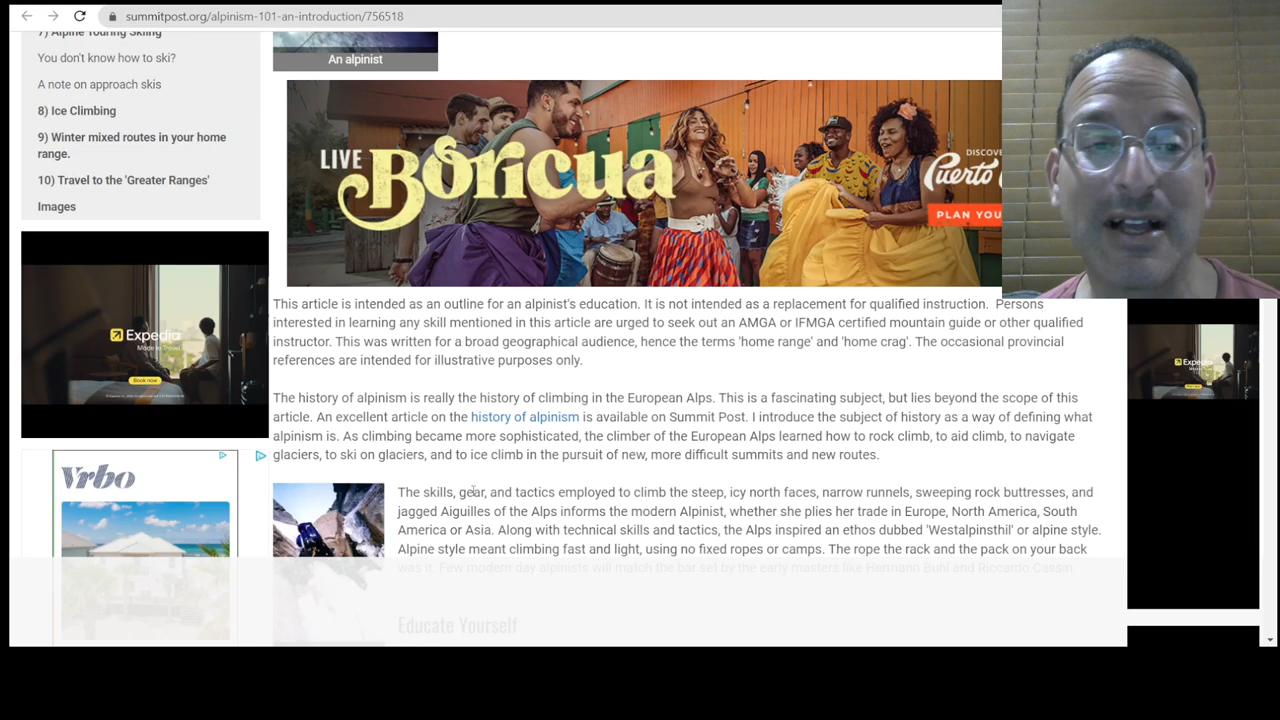 summitpost.org/alpinism-101-an-introduction/756518
7) Alpine Touring Skiing
You don't know how to ski?
A note on approach skis
8) Ice Climbing
9) Winter mixed routes in your home
range.
10) Travel to the 'Greater Ranges'
Images
An alpinist
LIVE
Boricua
DISCOV
Puerto
PLAN YOU
Expedia
Made to Travel
Book now
Vrbo
This article is intended as an outline for an alpinist's education. It is not intended as a replacement for qualified instruction. Persons
interested in learning any skill mentioned in this article are urged to seek out an AMGA or IFMGA certified mountain guide or other qualified
instructor. This was written for a broad geographical audience, hence the terms 'home range' and 'home crag'. The occasional provincial
references are intended for illustrative purposes only.
The history of alpinism is really the history of climbing in the European Alps. This is a fascinating subject, but lies beyond the scope of this
article. An excellent article on the history of alpinism is available on Summit Post. I introduce the subject of history as a way of defining what
alpinism is. As climbing became more sophisticated, the climber of the European Alps learned how to rock climb, to aid climb, to navigate
glaciers, to ski on glaciers, and to ice climb in the pursuit of new, more difficult summits and new routes.
The skills, gear, and tactics employed to climb the steep, icy north faces, narrow runnels, sweeping rock buttresses, and
jagged Aiguilles of the Alps informs the modern Alpinist, whether she plies her trade in Europe, North America, South
America or Asia. Along with technical skills and tactics, the Alps inspired an ethos dubbed 'Westalpinsthil' or alpine style.
Alpine style meant climbing fast and light, using no fixed ropes or camps. The rope the rack and the pack on your back
was it. Few modern day alpinists will match the bar set by the early masters like Hermann Buhl and Riccardo Cassin.
Educate Yourself
Expedia